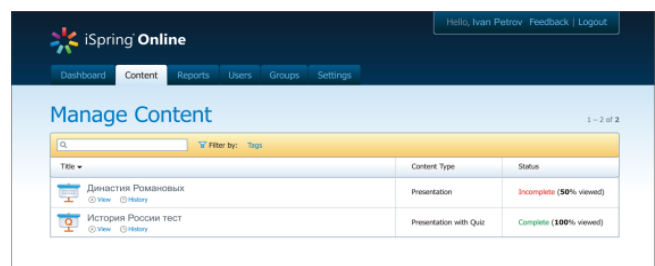 Hello, Ivan Petrov Feedback | Logout
iSpring Online
Dashboard Content Reports Users Groups Settings
Manage Content
1 – 2 of 2
Filter by: Tags
Title Content Type Status
Династия Романовых
View History
Presentation
Incomplete (50% viewed)
История России тест
View History
Presentation with Quiz
Complete (100% viewed)